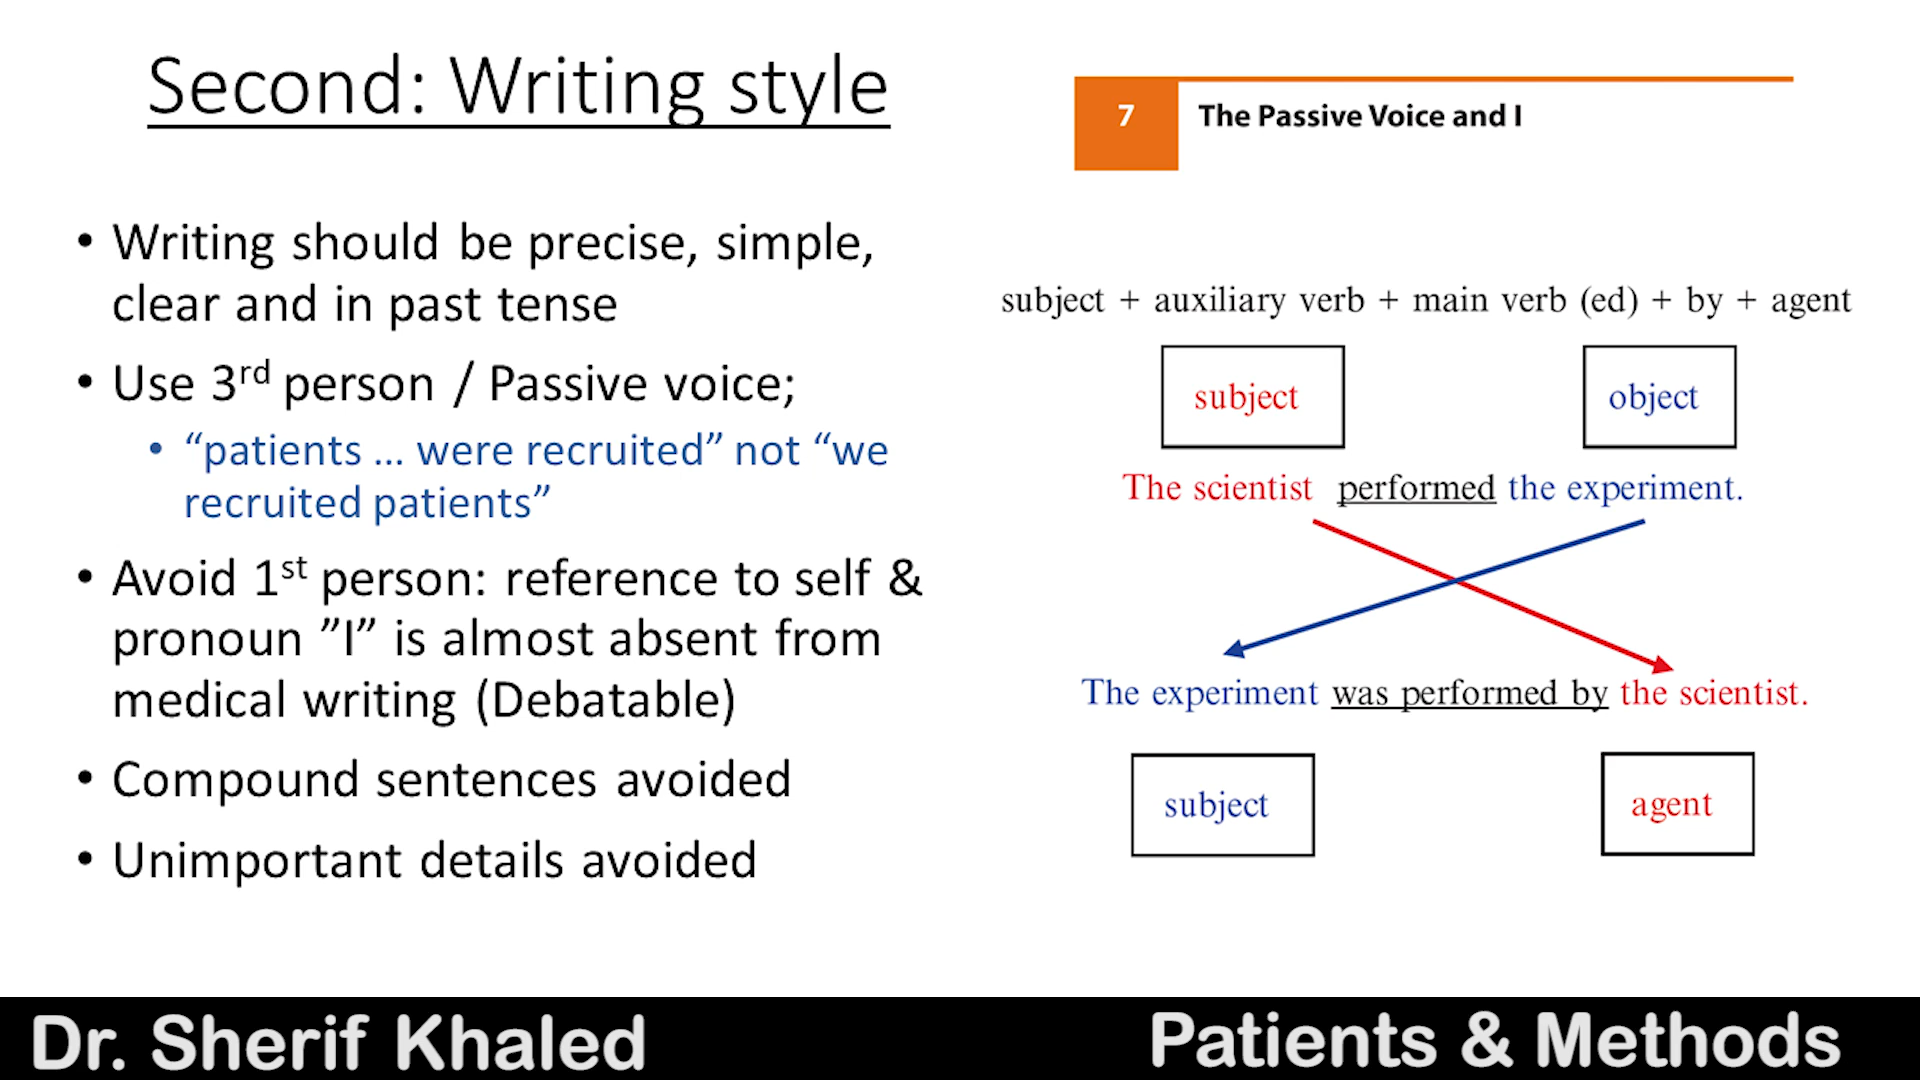 Second: Writing style
• Writing should be precise, simple,
clear and in past tense
• Use 3rd person / Passive voice;
• “patients ... were recruited” not “we
recruited patients”
• Avoid 1st person: reference to self &
pronoun ”I” is almost absent from
medical writing (Debatable)
• Compound sentences avoided
• Unimportant details avoided
7 The Passive Voice and I
subject + auxiliary verb + main verb (ed) + by + agent
subject object
The scientist performed the experiment.
The experiment was performed by the scientist.
subject agent
Dr. Sherif Khaled
Patients & Methods